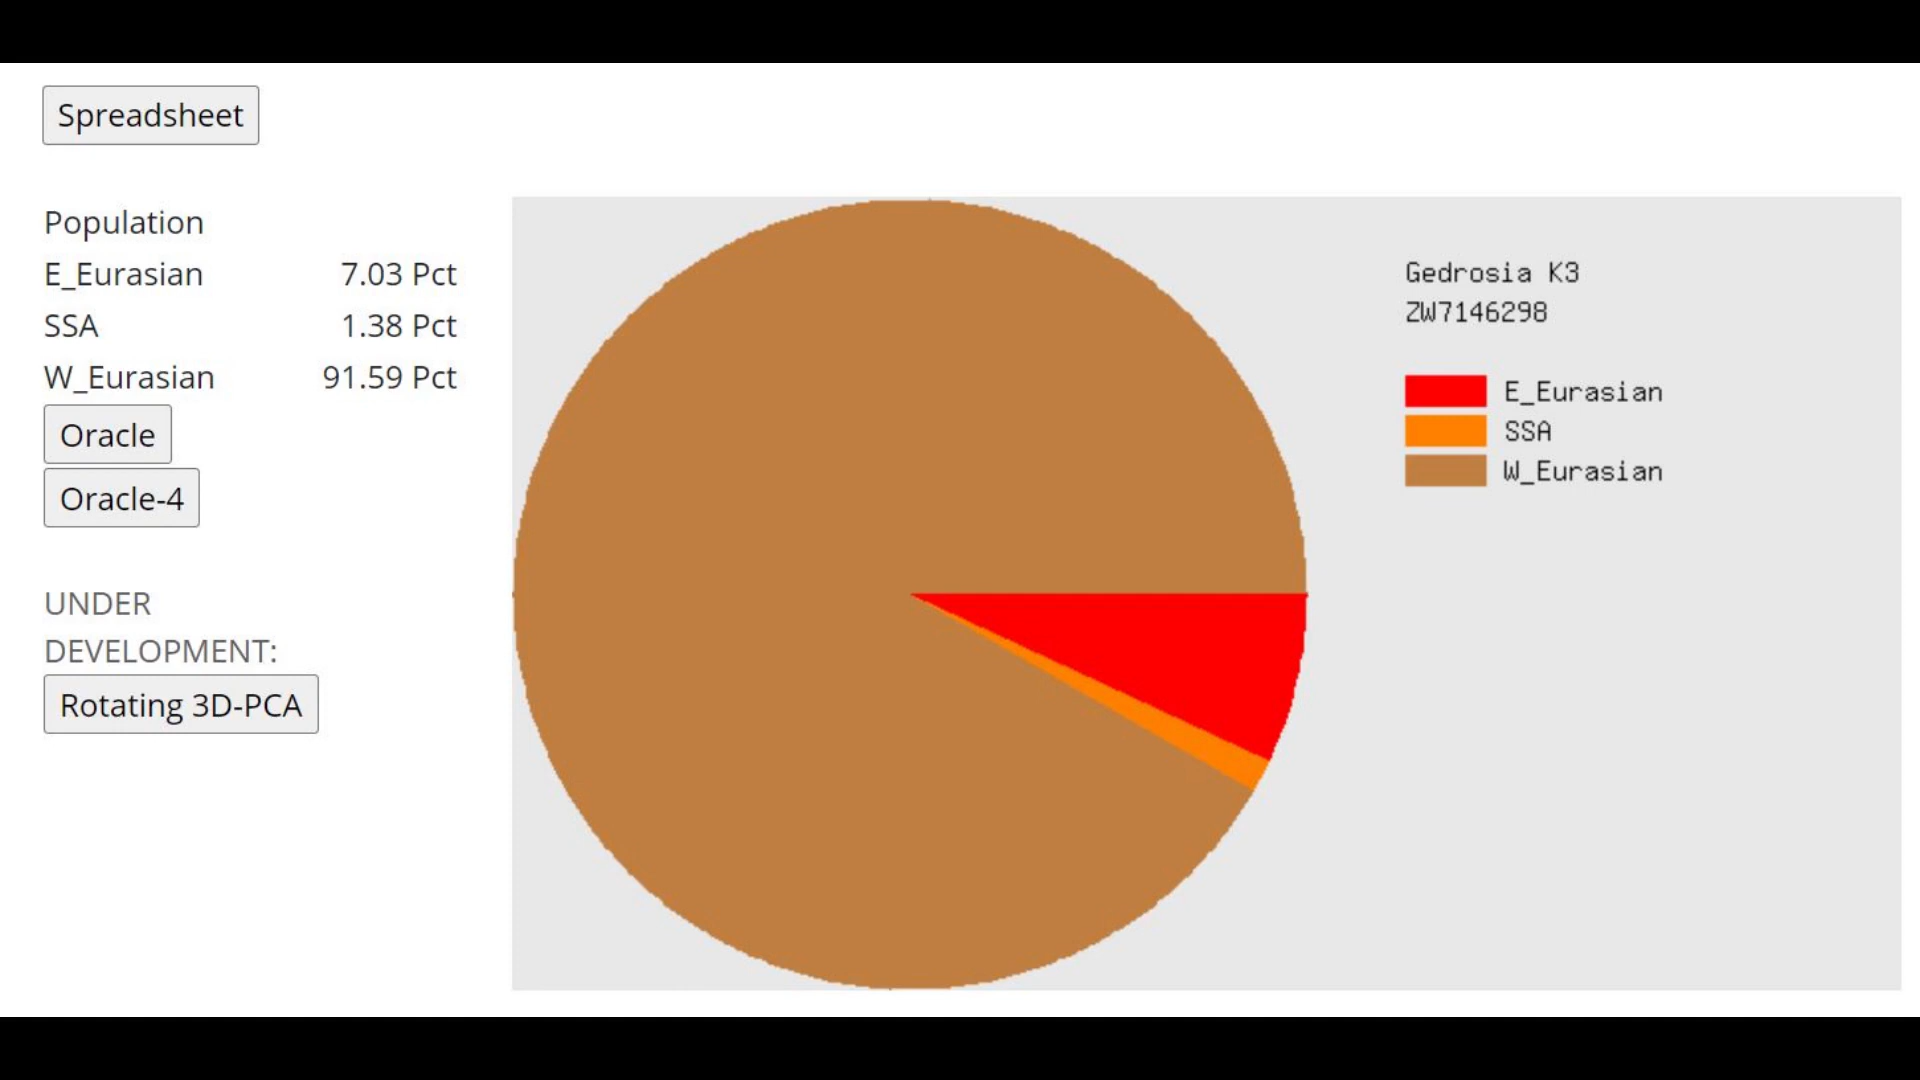 Spreadsheet
Population
E_Eurasian 7.03 Pct
SSA 1.38 Pct
W_Eurasian 91.59 Pct
Oracle
Oracle-4
UNDER
DEVELOPMENT:
Rotating 3D-PCA
Gedrosia K3
ZW7146298
E_Eurasian
SSA
W_Eurasian